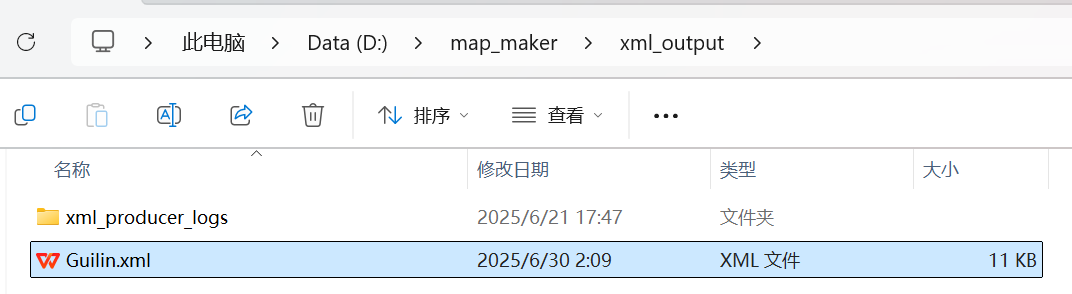 此电脑 > Data (D:) > map_maker > xml_output >
排序 查看
名称 修改日期 类型 大小
xml_producer_logs 2025/6/21 17:47 文件夹
Guilin.xml 2025/6/30 2:09 XML 文件 11 KB